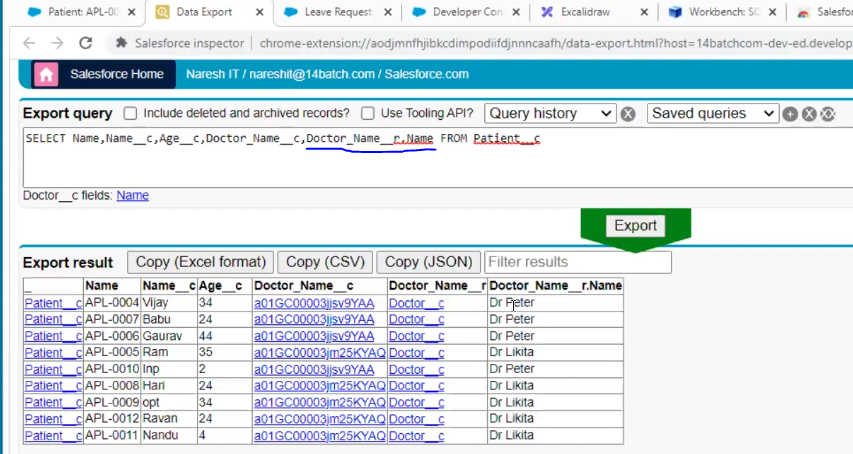 Patient: APL-00
Data Export
Leave Request
Developer Con
Excalidraw
Workbench: SO
Salesfor
Salesforce inspector | chrome-extension://aodjmnfhjibkcdimpodiifdjnnncaafh/data-export.html?host=14batchcom-dev-ed.develop
Salesforce Home
Naresh IT / nareshit@14batch.com / Salesforce.com
Export query
Include deleted and archived records?
Use Tooling API?
Query history
Saved queries
SELECT Name,Name__c,Age__c,Doctor_Name__c,Doctor_Name__r.Name FROM Patient__c
Doctor__c fields: Name
Export
Export result
Copy (Excel format)
Copy (CSV)
Copy (JSON)
Filter results
_ Name Name__c Age__c Doctor_Name__c Doctor_Name__r Doctor_Name__r.Name
Patient__c APL-0004 Vijay 34 a01GC00003jjsv9YAA Doctor__c Dr Peter
Patient__c APL-0007 Babu 24 a01GC00003jjsv9YAA Doctor__c Dr Peter
Patient__c APL-0006 Gaurav 44 a01GC00003jjsv9YAA Doctor__c Dr Peter
Patient__c APL-0005 Ram 35 a01GC00003jm25KYAQ Doctor__c Dr Likita
Patient__c APL-0010 Inp 2 a01GC00003jjsv9YAA Doctor__c Dr Peter
Patient__c APL-0008 Hari 24 a01GC00003jm25KYAQ Doctor__c Dr Likita
Patient__c APL-0009 opt 34 a01GC00003jm25KYAQ Doctor__c Dr Likita
Patient__c APL-0012 Ravan 24 a01GC00003jm25KYAQ Doctor__c Dr Likita
Patient__c APL-0011 Nandu 4 a01GC00003jm25KYAQ Doctor__c Dr Likita